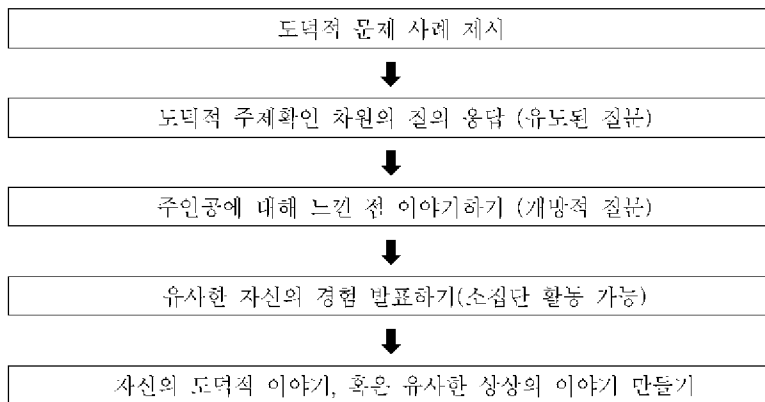 도덕적 문제 사례 제시
도덕적 주제확인 차원의 질의 응답 (유도된 질문)
주인공에 대해 느낀 점 이야기하기 (개방적 질문)
유사한 자신의 경험 발표하기(소집단 활동 가능)
자신의 도덕적 이야기, 혹은 유사한 상상의 이야기 만들기